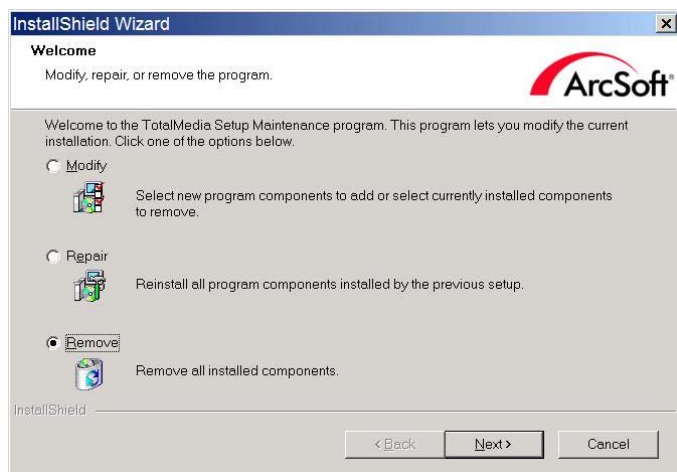 InstallShield Wizard
Welcome
Modify, repair, or remove the program.
ArcSoft
Welcome to the TotalMedia Setup Maintenance program. This program lets you modify the current
installation. Click one of the options below.
Modify
Select new program components to add or select currently installed components
to remove.
Repair
Reinstall all program components installed by the previous setup.
Remove
Remove all installed components.
InstallShield
< Back Next > Cancel